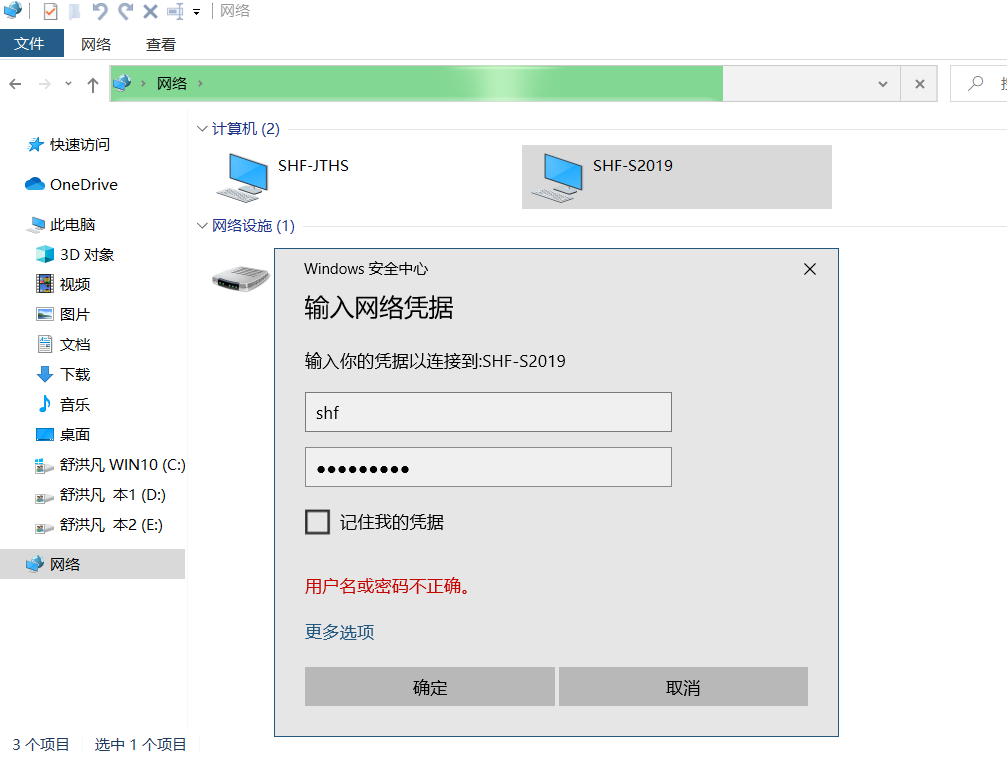 网络
文件 网络 查看
网络
快速访问
OneDrive
此电脑
3D 对象
视频
图片
文档
下载
音乐
桌面
舒洪凡 WIN10 (C:)
舒洪凡 本1 (D:)
舒洪凡 本2 (E:)
网络
计算机 (2)
SHF-JTHS
SHF-S2019
网络设施 (1)
Windows 安全中心
输入网络凭据
输入你的凭据以连接到:SHF-S2019
shf
记住我的凭据
用户名或密码不正确。
更多选项
确定 取消
3 个项目 选中 1 个项目